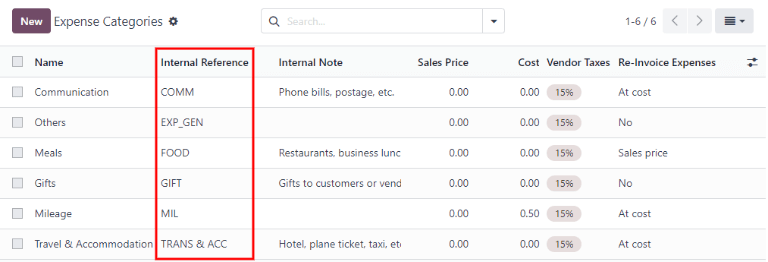 New Expense Categories Search... 1-6 / 6
Name Internal Reference Internal Note Sales Price Cost Vendor Taxes Re-Invoice Expenses
Communication COMM Phone bills, postage, etc. 0.00 0.00 15% At cost
Others EXP_GEN 0.00 0.00 15% No
Meals FOOD Restaurants, business lunc 0.00 0.00 15% Sales price
Gifts GIFT Gifts to customers or vend 0.00 0.00 15% No
Mileage MIL 0.00 0.50 15% At cost
Travel & Accommodation TRANS & ACC Hotel, plane ticket, taxi, etc 0.00 0.00 15% At cost